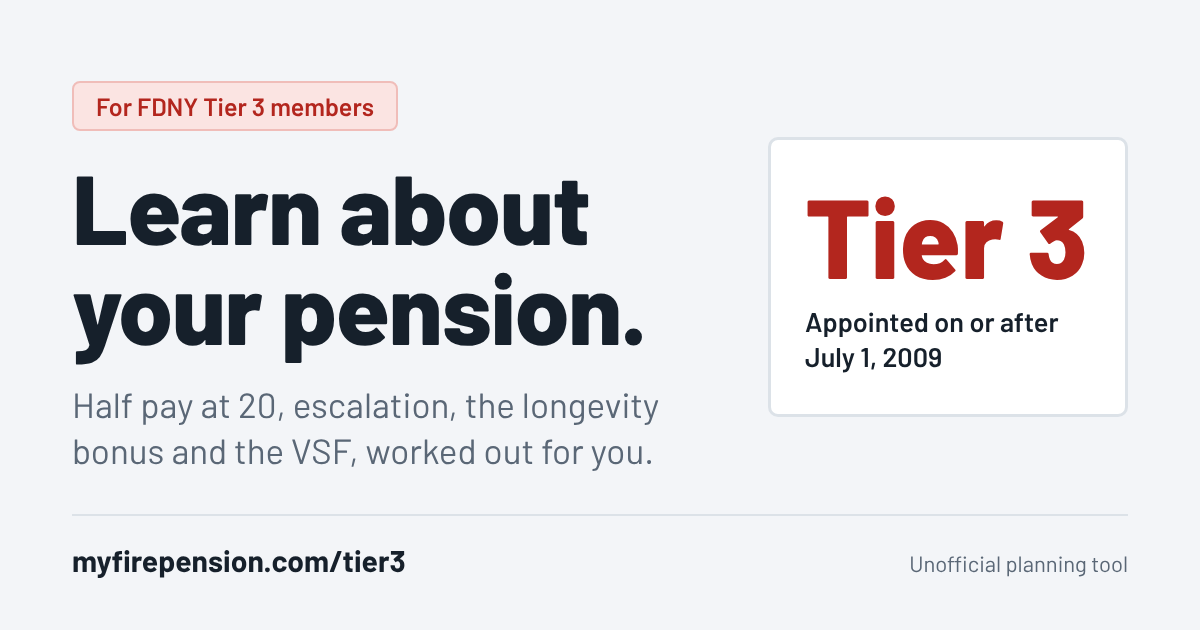 For FDNY Tier 3 members
Learn about
your pension.
Half pay at 20, escalation, the longevity
bonus and the VSF, worked out for you.
Tier 3
Appointed on or after
July 1, 2009
myfirepension.com/tier3
Unofficial planning tool